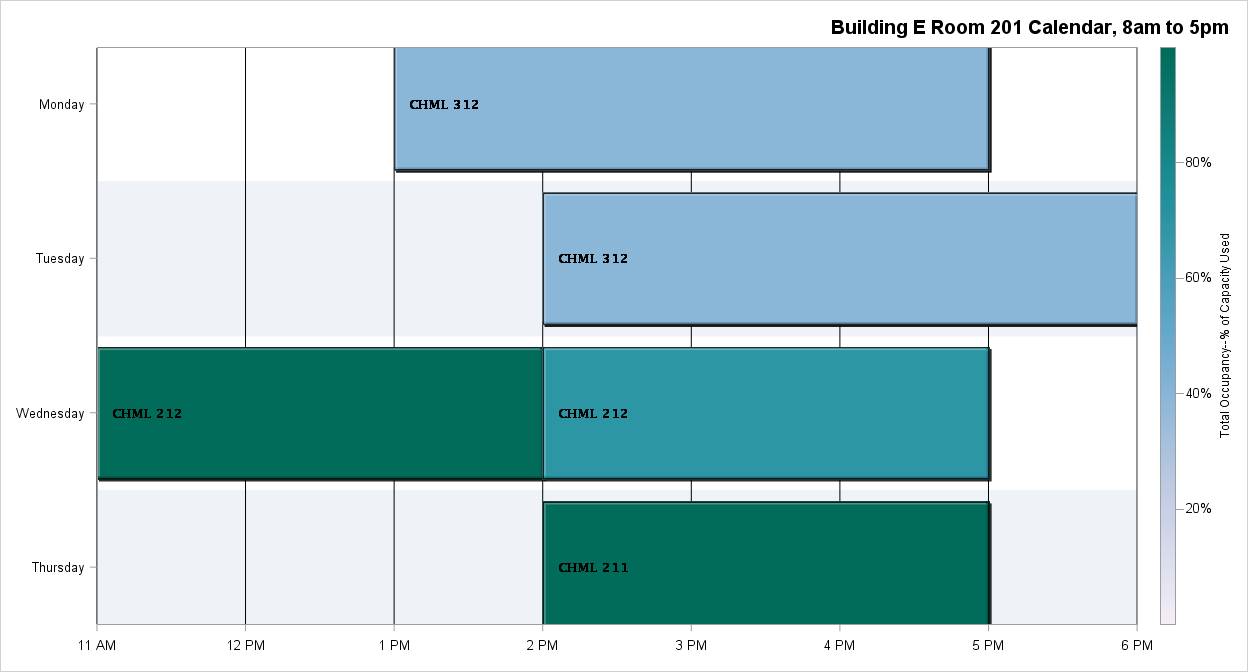 Building E Room 201 Calendar, 8am to 5pm
Monday
CHML 312
Tuesday
CHML 312
Wednesday
CHML 212
CHML 212
Thursday
CHML 211
11 AM
12 PM
1 PM
2 PM
3 PM
4 PM
5 PM
6 PM
80%
60%
40%
20%
Total Occupancy--% of Capacity Used